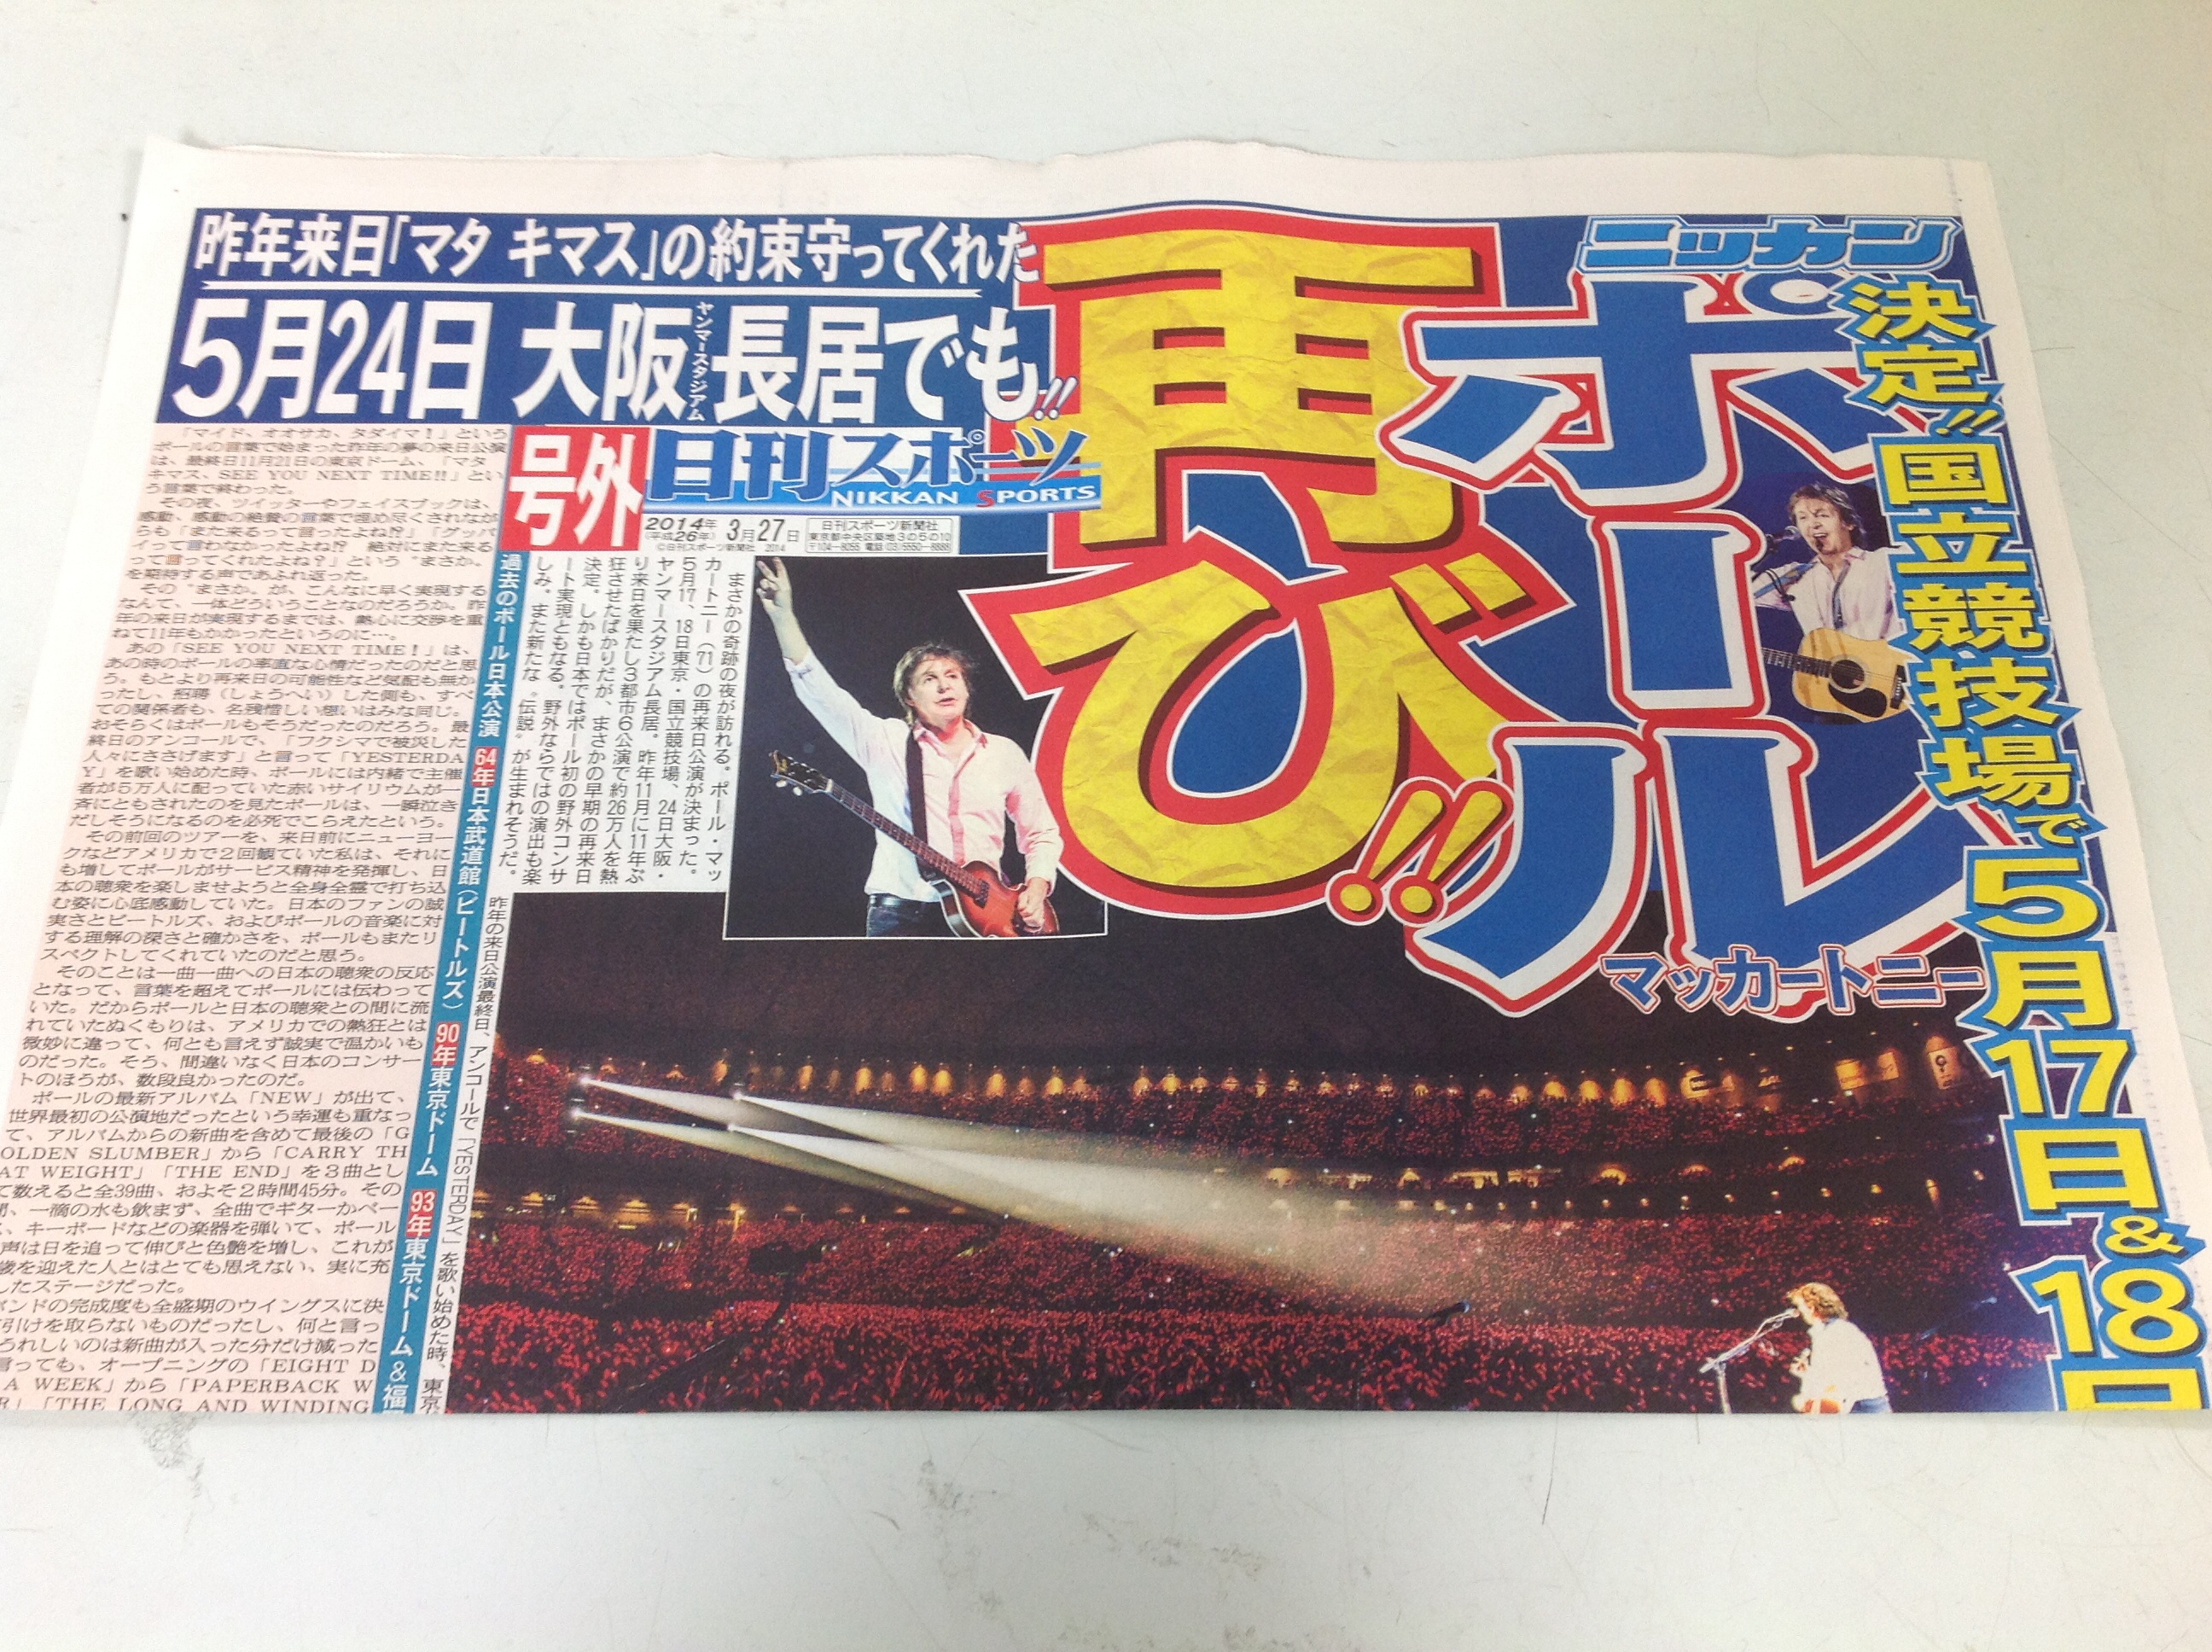 ニッカン
決定!!国立競技場で5月17日&18日
ポール
マッカートニー
再び!!
昨年来日「マタ キマス」の約束守ってくれた
5月24日 大阪長居でも!!
ヤンマースタジアム
号外
日刊スポーツ
NIKKAN SPORTS
2014年
(平成26年)
3月27日
©日刊スポーツ新聞社 2014
日刊スポーツ新聞社
東京都中央区築地3の5の10
〒104-8055 電話(03)5550-8888
まさかの奇跡の夜が訪れる。ポール・マッ
カートニー(71)の再来日公演が決まった。
5月17、18日東京・国立競技場、24日大阪・
ヤンマースタジアム長居。昨年11月に11年ぶ
り来日を果たし3都市6公演で約26万人を熱
狂させたばかりだが、まさかの早期の再来日
決定。しかも日本ではポール初の野外コンサ
ート実現ともなる。野外ならではの演出も楽
しみ。また新たな〝伝説〟が生まれそうだ。
昨年の来日公演最終日、アンコールで「YESTERDAY」を歌い始めた時、東京
過去のポール日本公演 64年日本武道館(ビートルズ) 90年東京ドーム 93年東京ドーム&福
「マイド、オオサカ、タダイマ!」という
ポールの言葉で始まった昨年の夢の来日公演
は、最終日11月21日の東京ドーム、「マタ
キマス、SEE YOU NEXT TIME!!」とい
う言葉で終わった。
その夜、ツイッターやフェイスブックは、
感動、感動の絶賛の言葉で埋め尽くされなが
らも「また来るって言ったよね!?」「グッバ
イって言わなかったよね!? 絶対にまた来る
って言ってくれたよね?」という〝まさか〟
を期待する声であふれ返った。
その〝まさか〟が、こんなに早く実現する
なんて、一体どういうことなのだろうか。昨
年の来日が実現するまでは、熱心に交渉を重
ねて11年もかかったというのに…。
あの「SEE YOU NEXT TIME!」は、
あの時のポールの率直な心情だったのだと思
う。もとより再来日の可能性など気配も無か
ったし、招聘(しょうへい)した側も、すべ
ての関係者も、名残惜しい想いはみな同じ。
おそらくはポールもそうだったのだろう。最
終日のアンコールで、「フクシマで被災した
人々にささげます」と言って「YESTERDA
Y」を歌い始めた時、ポールには内緒で主催
者が5万人に配っていた赤いサイリウムが一
斉にともされたのを見たポールは、一瞬泣き
だしそうになるのを必死でこらえたという。
その前回のツアーを、来日前にニューヨー
クなどアメリカで2回観ていた私は、それに
も増してポールがサービス精神を発揮し、日
本の聴衆を楽しませようと全身全霊で打ち込
む姿に心底感動していた。日本のファンの誠
実さとビートルズ、およびポールの音楽に対
する理解の深さと確かさを、ポールもまたリ
スペクトしてくれていたのだと思う。
そのことは一曲一曲への日本の聴衆の反応
となって、言葉を超えてポールには伝わって
いた。だからポールと日本の聴衆との間に流
れていたぬくもりは、アメリカでの熱狂とは
微妙に違って、何とも言えず誠実で温かいも
のだった。そう、間違いなく日本のコンサー
トのほうが、数段良かったのだ。
ポールの最新アルバム「NEW」が出て、
世界最初の公演地だったという幸運も重なっ
て、アルバムからの新曲を含めて最後の「G
OLDEN SLUMBER」から「CARRY TH
AT WEIGHT」「THE END」を3曲とし
て数えると全39曲、およそ2時間45分。その
間、一滴の水も飲まず、全曲でギターかベー
ス、キーボードなどの楽器を弾いて、ポール
声は日を追って伸びと色艶を増し、これが
歳を迎えた人とはとても思えない、実に充
したステージだった。
バンドの完成度も全盛期のウイングスに決
引けを取らないものだったし、何と言っ
うれしいのは新曲が入った分だけ減った
言っても、オープニングの「EIGHT D
A WEEK」から「PAPERBACK W
R」「THE LONG AND WINDING